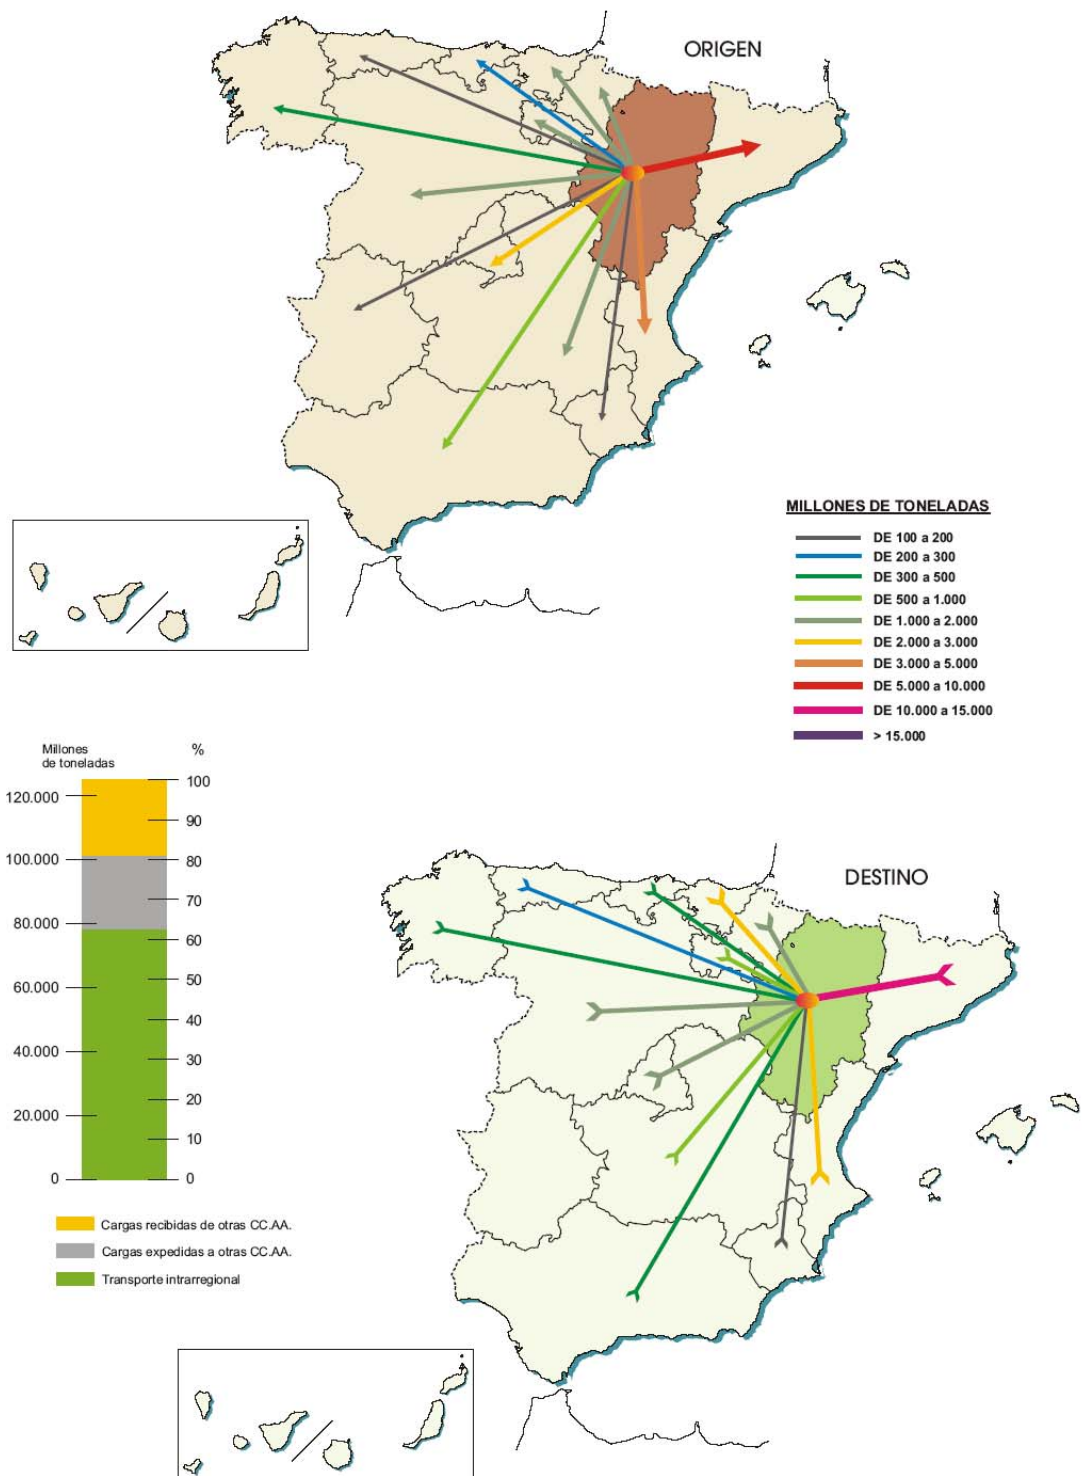 ORIGEN
MILLONES DE TONELADAS
DE 100 a 200
DE 200 a 300
DE 300 a 500
DE 500 a 1.000
DE 1.000 a 2.000
DE 2.000 a 3.000
DE 3.000 a 5.000
DE 5.000 a 10.000
DE 10.000 a 15.000
> 15.000
Millones
de toneladas
%
120.000
100.000
80.000
60.000
40.000
20.000
0
100
90
80
70
60
50
40
30
20
10
0
Cargas recibidas de otras CC.AA.
Cargas expedidas a otras CC.AA.
Transporte intrarregional
DESTINO